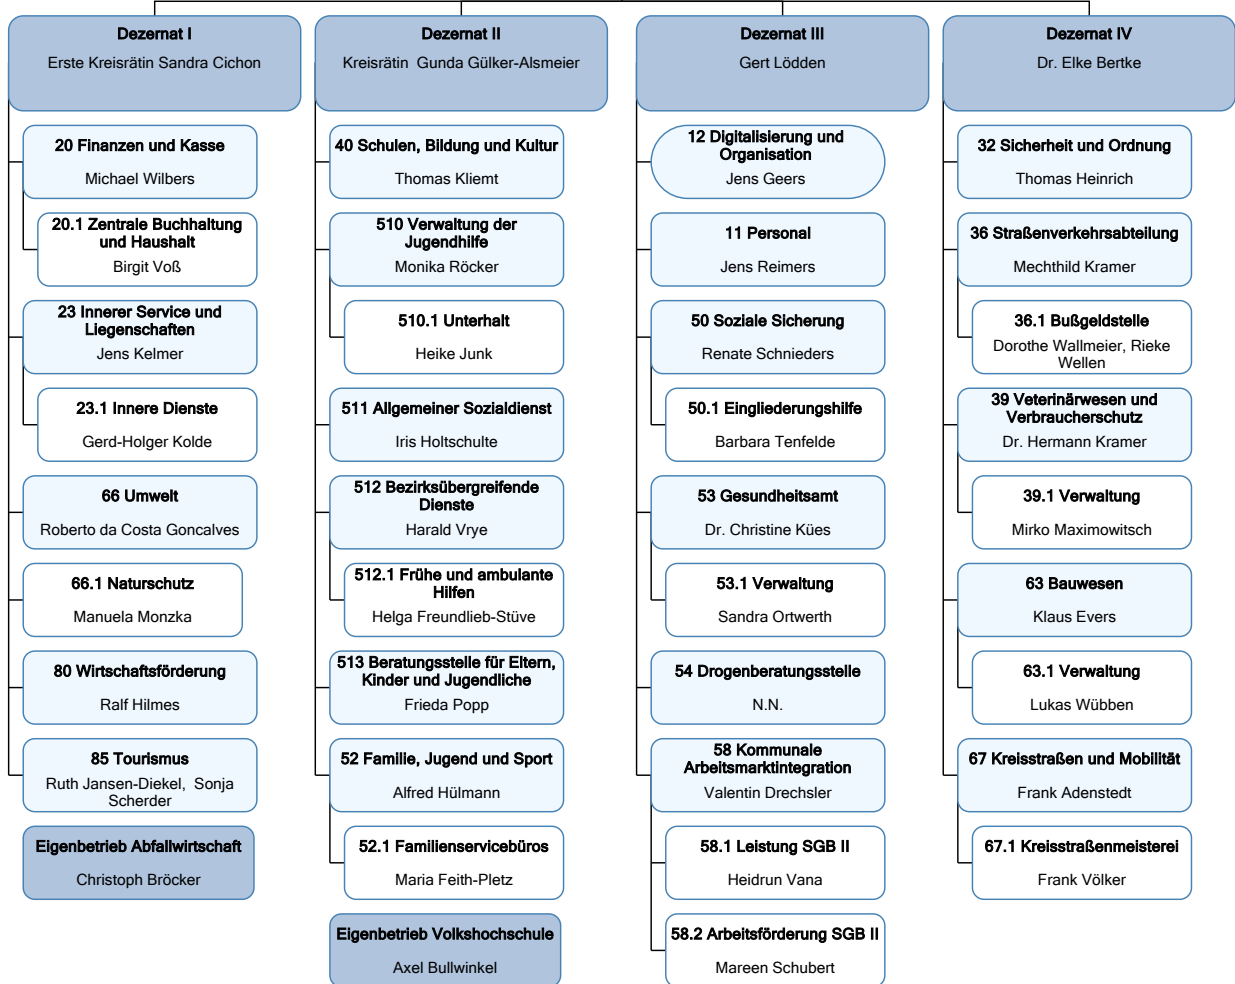 Dezernat I
Erste Kreisrätin Sandra Cichon
20 Finanzen und Kasse
Michael Wilbers
20.1 Zentrale Buchhaltung
und Haushalt
Birgit Voß
23 Innerer Service und
Liegenschaften
Jens Kelmer
23.1 Innere Dienste
Gerd-Holger Kolde
66 Umwelt
Roberto da Costa Goncalves
66.1 Naturschutz
Manuela Monzka
80 Wirtschaftsförderung
Ralf Hilmes
85 Tourismus
Ruth Jansen-Diekel, Sonja
Scherder
Eigenbetrieb Abfallwirtschaft
Christoph Bröcker
Dezernat II
Kreisrätin Gunda Gülker-Alsmeier
40 Schulen, Bildung und Kultur
Thomas Kliemt
510 Verwaltung der
Jugendhilfe
Monika Röcker
510.1 Unterhalt
Heike Junk
511 Allgemeiner Sozialdienst
Iris Holtschulte
512 Bezirksübergreifende
Dienste
Harald Vrye
512.1 Frühe und ambulante
Hilfen
Helga Freundlieb-Stüve
513 Beratungsstelle für Eltern,
Kinder und Jugendliche
Frieda Popp
52 Familie, Jugend und Sport
Alfred Hülmann
52.1 Familienservicebüros
Maria Feith-Pletz
Eigenbetrieb Volkshochschule
Axel Bullwinkel
Dezernat III
Gert Lödden
12 Digitalisierung und
Organisation
Jens Geers
11 Personal
Jens Reimers
50 Soziale Sicherung
Renate Schnieders
50.1 Eingliederungshilfe
Barbara Tenfelde
53 Gesundheitsamt
Dr. Christine Kües
53.1 Verwaltung
Sandra Ortwerth
54 Drogenberatungsstelle
N.N.
58 Kommunale
Arbeitsmarktintegration
Valentin Drechsler
58.1 Leistung SGB II
Heidrun Vana
58.2 Arbeitsförderung SGB II
Mareen Schubert
Dezernat IV
Dr. Elke Bertke
32 Sicherheit und Ordnung
Thomas Heinrich
36 Straßenverkehrsabteilung
Mechthild Kramer
36.1 Bußgeldstelle
Dorothe Wallmeier, Rieke
Wellen
39 Veterinärwesen und
Verbraucherschutz
Dr. Hermann Kramer
39.1 Verwaltung
Mirko Maximowitsch
63 Bauwesen
Klaus Evers
63.1 Verwaltung
Lukas Wübben
67 Kreisstraßen und Mobilität
Frank Adenstedt
67.1 Kreisstraßenmeisterei
Frank Völker